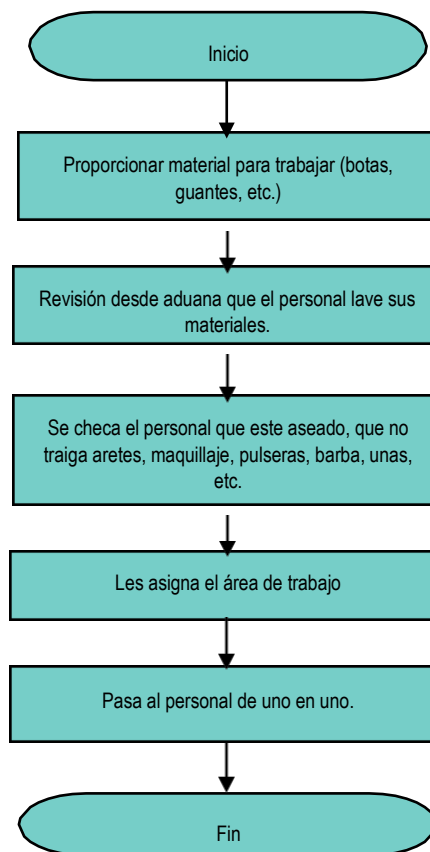 Inicio
Proporcionar material para trabajar (botas,
guantes, etc.)
Revisión desde aduana que el personal lave sus
materiales.
Se checa el personal que este aseado, que no
traiga aretes, maquillaje, pulseras, barba, unas,
etc.
Les asigna el área de trabajo
Pasa al personal de uno en uno.
Fin